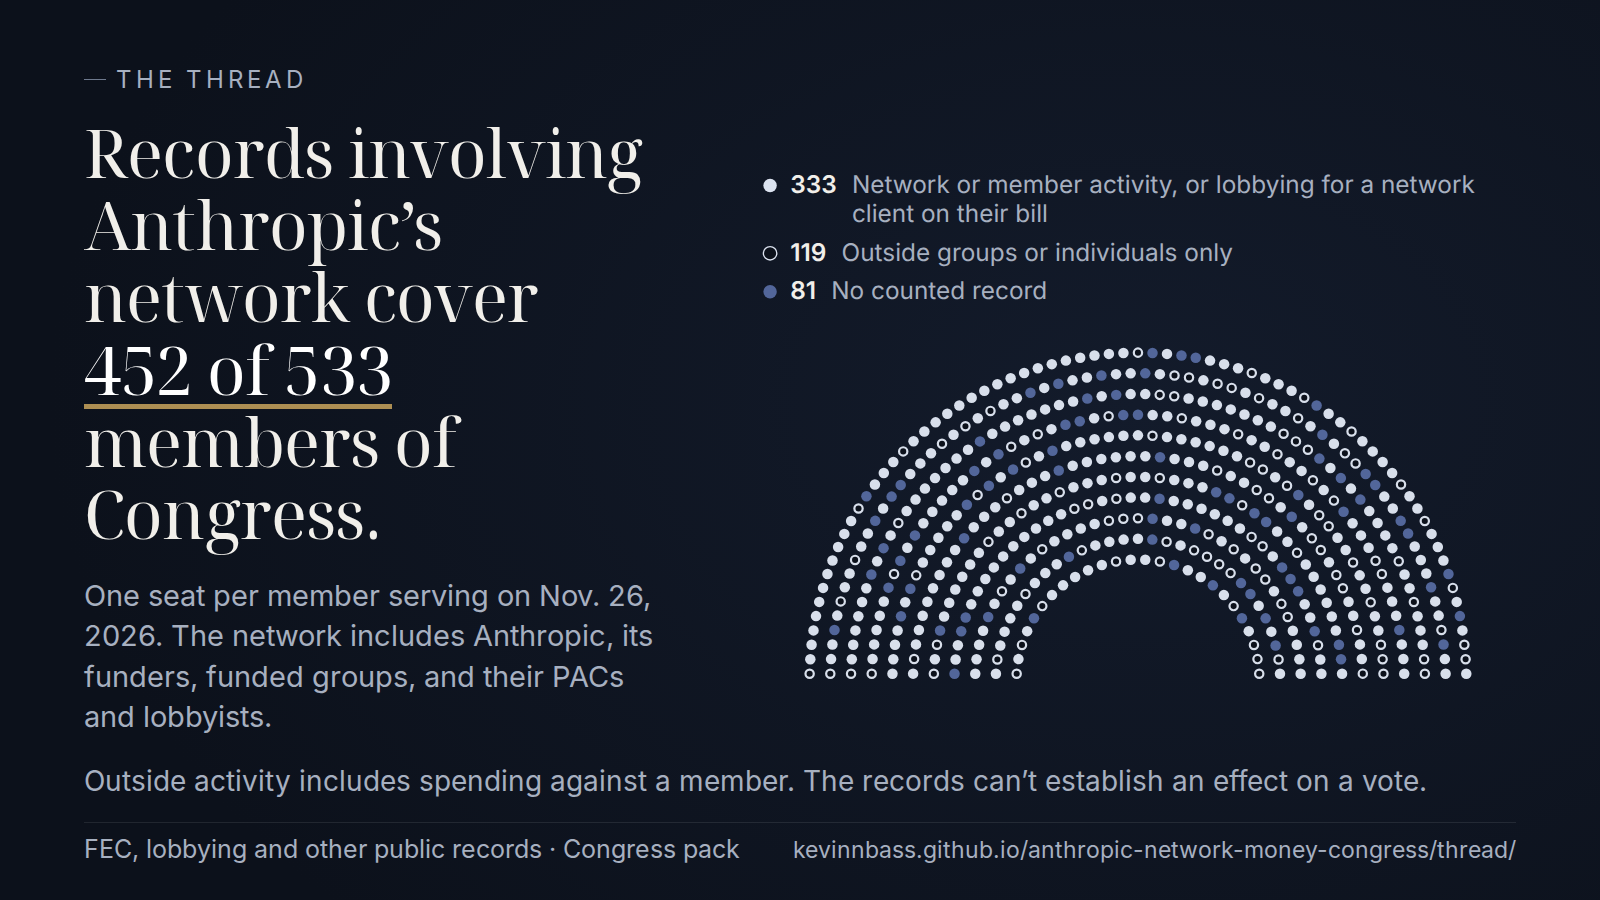 THE THREAD
Records involving
Anthropic’s
network cover
452 of 533
members of
Congress.
One seat per member serving on Nov. 26,
2026. The network includes Anthropic, its
funders, funded groups, and their PACs
and lobbyists.
333 Network or member activity, or lobbying for a network
client on their bill
119 Outside groups or individuals only
81 No counted record
Outside activity includes spending against a member. The records can’t establish an effect on a vote.
FEC, lobbying and other public records · Congress pack
kevinnbass.github.io/anthropic-network-money-congress/thread/